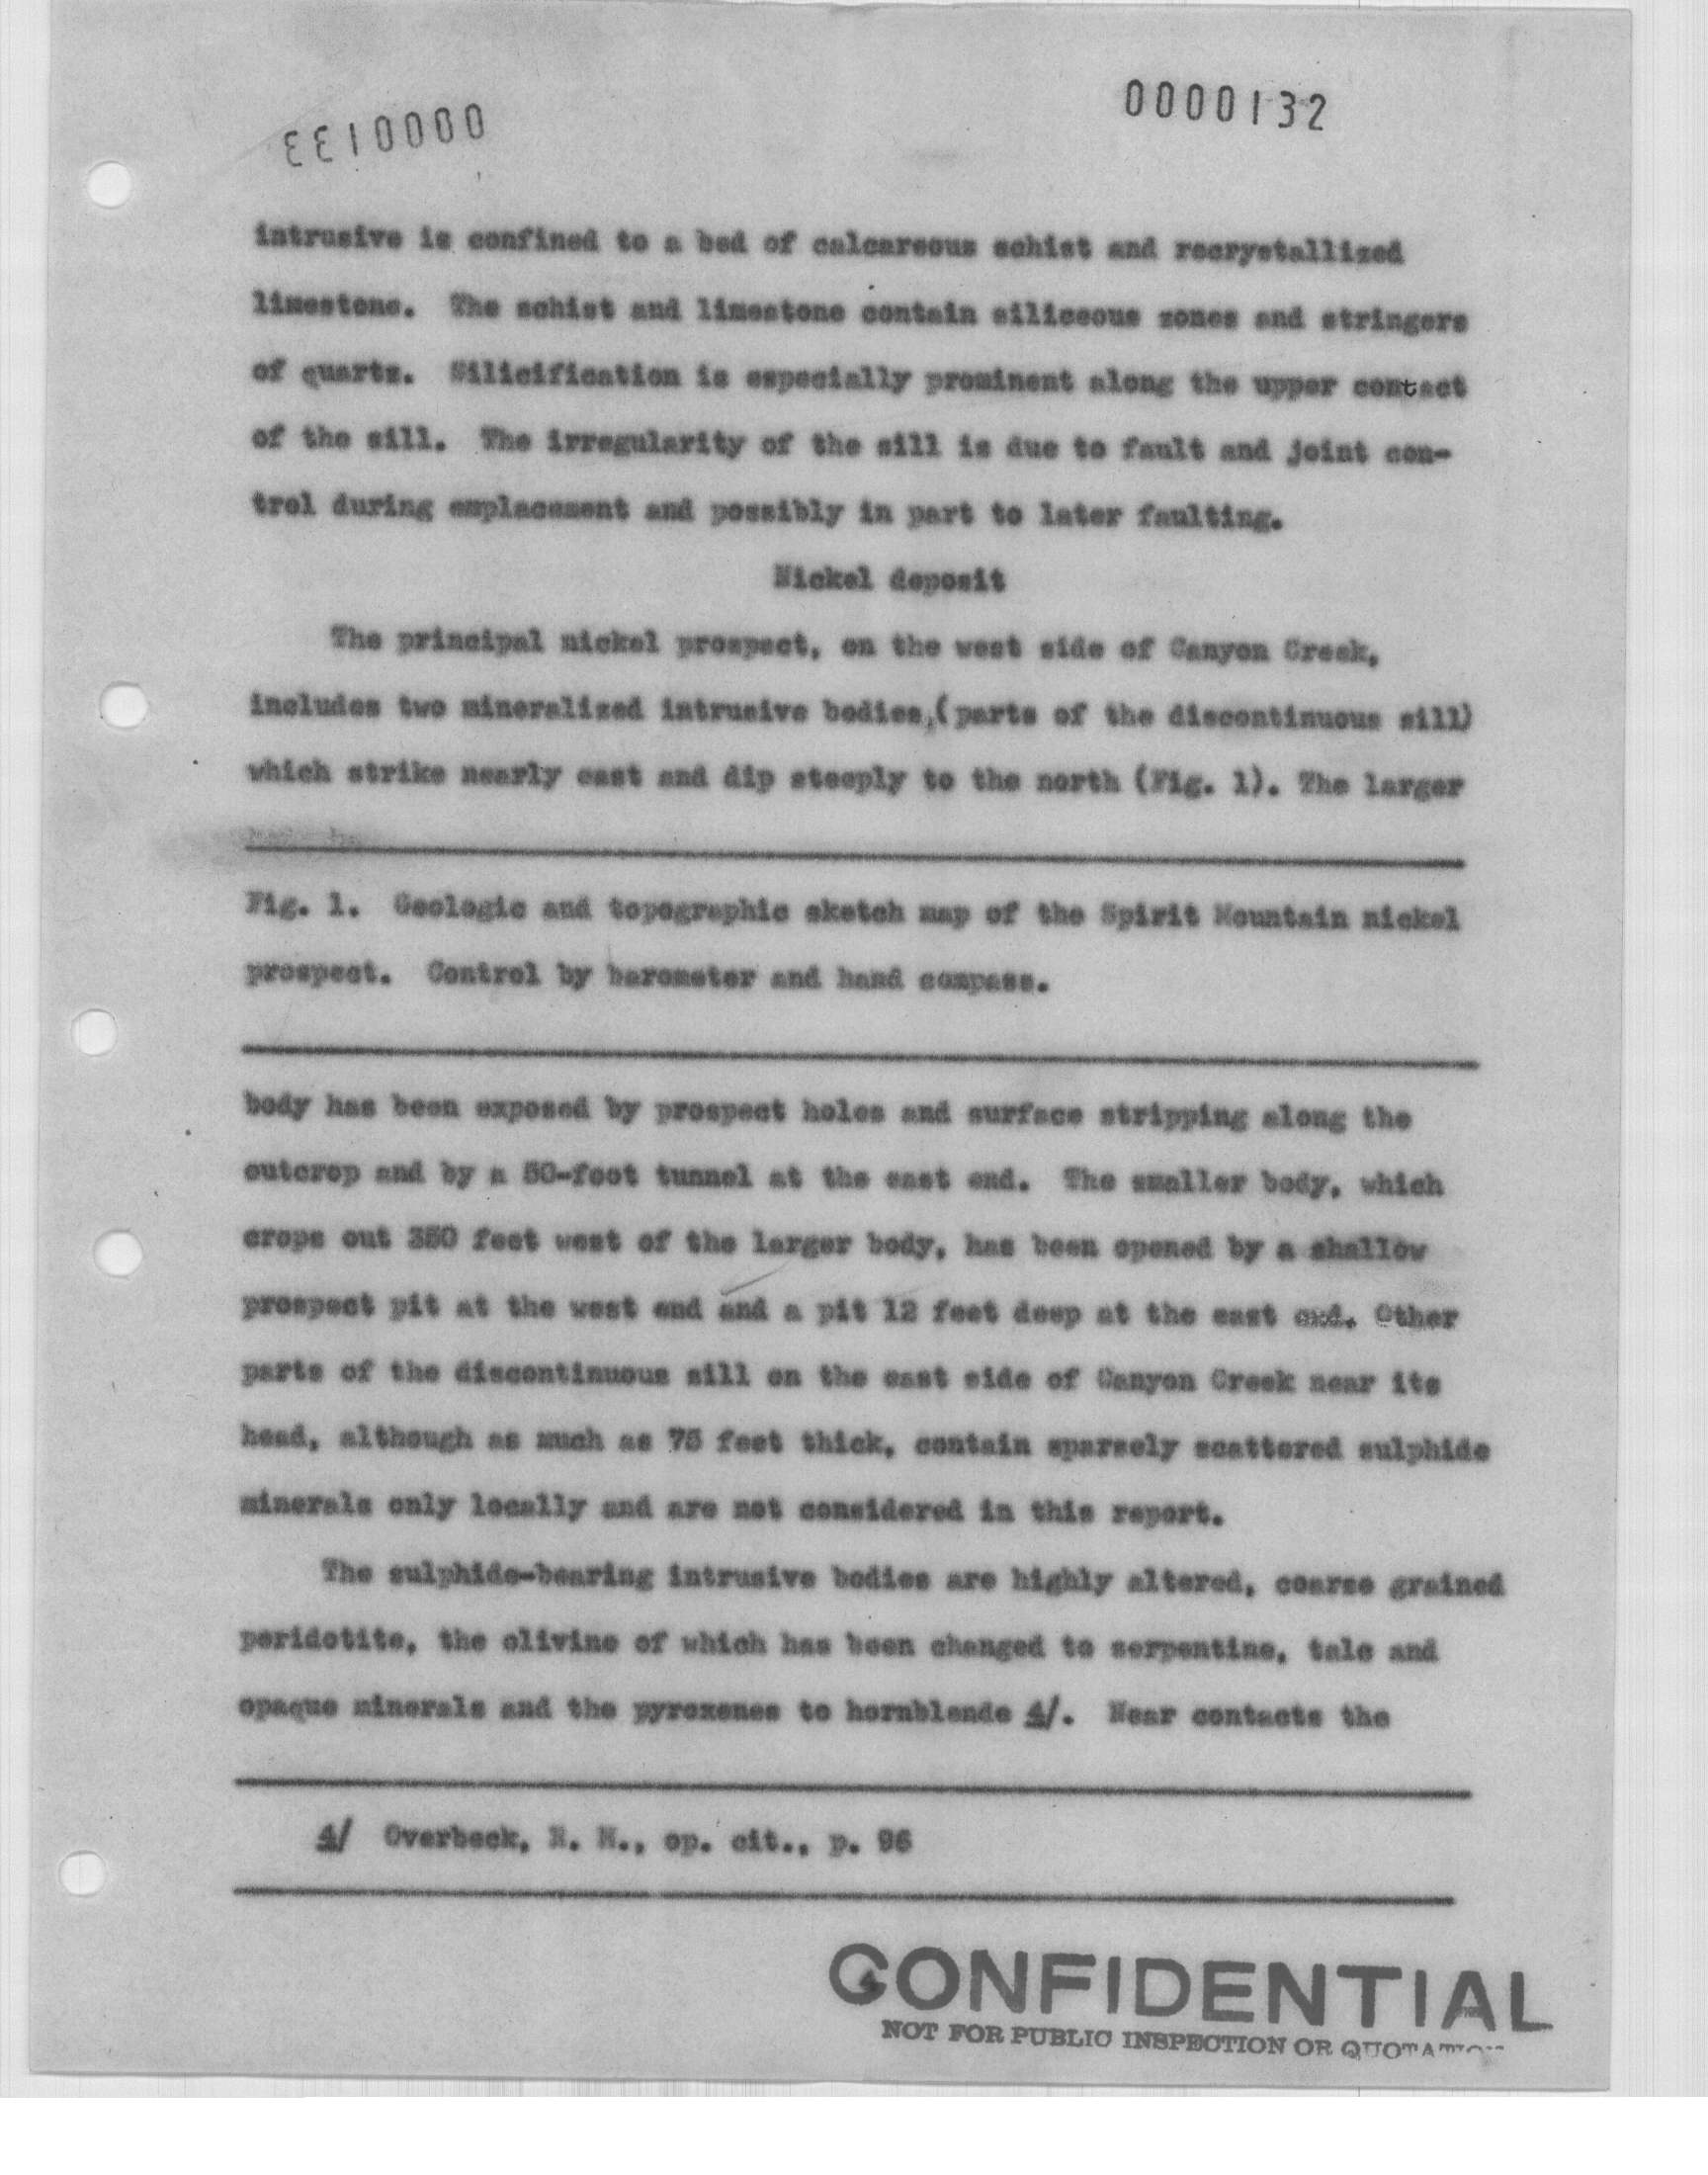 0000133
0000132
intrusive is confined to a bed of calcareous schist and recrystallized
limestone. The schist and limestone contain siliceous zones and stringers
of quartz. Silicification is especially prominent along the upper contact
of the sill. The irregularity of the sill is due to fault and joint con-
trol during emplacement and possibly in part to later faulting.
Nickel deposit
The principal nickel prospect, on the west side of Canyon Creek,
includes two mineralized intrusive bodies, (parts of the discontinuous sill)
which strike nearly east and dip steeply to the north (Fig. 1). The larger
Fig. 1. Geologic and topographic sketch map of the Spirit Mountain nickel
prospect. Control by barometer and hand compass.
body has been exposed by prospect holes and surface stripping along the
outcrop and by a 50-foot tunnel at the east end. The smaller body, which
crops out 350 feet west of the larger body, has been opened by a shallow
prospect pit at the west end and a pit 12 feet deep at the east end. Other
parts of the discontinuous sill on the east side of Canyon Creek near its
head, although as much as 75 feet thick, contain sparsely scattered sulphide
minerals only locally and are not considered in this report.
The sulphide-bearing intrusive bodies are highly altered, coarse grained
peridotite, the olivine of which has been changed to serpentine, talc and
opaque minerals and the pyroxenes to hornblende 4/. Near contacts the
4/ Overbeck, R. M., op. cit., p. 96
CONFIDENTIAL
NOT FOR PUBLIC INSPECTION OR QUOTATION